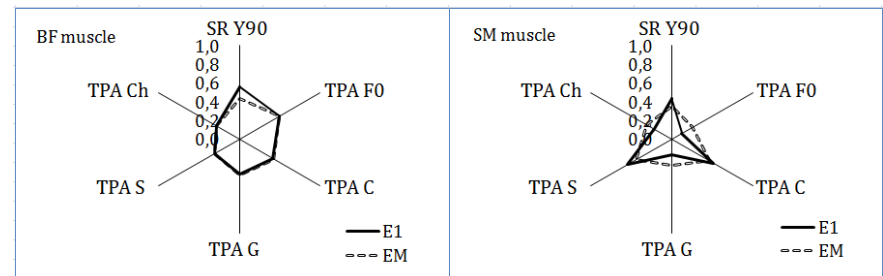 BF muscle
SR Y90
1,0
0,8
0,6
0,4
0,2
0,0
TPA Ch
TPA F0
TPA S
TPA C
TPA G
E1
EM
SM muscle
SR Y90
1,0
0,8
0,6
0,4
0,2
0,0
TPA Ch
TPA F0
TPA S
TPA C
TPA G
E1
EM